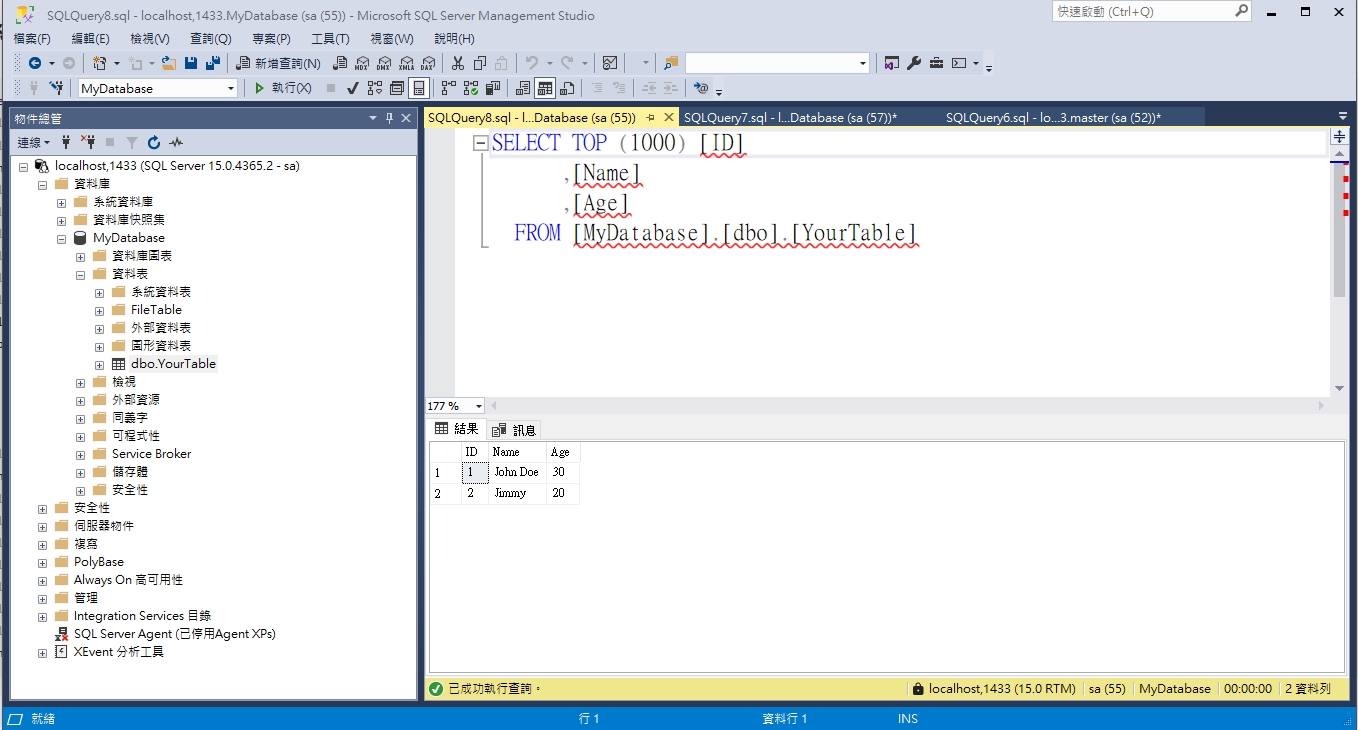 SQLQuery8.sql - localhost,1433.MyDatabase (sa (55)) - Microsoft SQL Server Management Studio
快速啟動 (Ctrl+Q)
檔案(F) 編輯(E) 檢視(V) 查詢(Q) 專案(P) 工具(T) 視窗(W) 說明(H)
新增查詢(N) MDX DMX XMLA DAX
MyDatabase 執行(X)
物件總管
連線
localhost,1433 (SQL Server 15.0.4365.2 - sa)
資料庫
系統資料庫
資料庫快照集
MyDatabase
資料庫圖表
資料表
系統資料表
FileTable
外部資料表
圖形資料表
dbo.YourTable
檢視
外部資源
同義字
可程式性
Service Broker
儲存體
安全性
安全性
伺服器物件
複寫
PolyBase
Always On 高可用性
管理
Integration Services 目錄
SQL Server Agent (已停用Agent XPs)
XEvent 分析工具
SQLQuery8.sql - l...Database (sa (55)) SQLQuery7.sql - l...Database (sa (57))* SQLQuery6.sql - lo...3.master (sa (52))*
SELECT TOP (1000) [ID]
,[Name]
,[Age]
FROM [MyDatabase].[dbo].[YourTable]
177 %
結果 訊息
ID Name Age
1 1 John Doe 30
2 2 Jimmy 20
已成功執行查詢。 localhost,1433 (15.0 RTM) sa (55) MyDatabase 00:00:00 2 資料列
就緒 行 1 資料行 1 INS